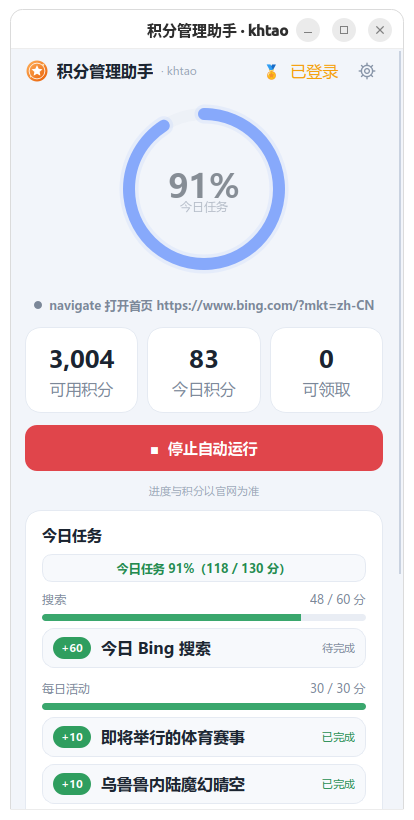 积分管理助手 · khtao
积分管理助手 · khtao 已登录
91%
今日任务
navigate 打开首页 https://www.bing.com/?mkt=zh-CN
3,004 83 0
可用积分 今日积分 可领取
停止自动运行
进度与积分以官网为准
今日任务
今日任务 91%（118 / 130 分）
搜索 48 / 60 分
+60 今日 Bing 搜索 待完成
每日活动 30 / 30 分
+10 即将举行的体育赛事 已完成
+10 乌鲁鲁内陆魔幻晴空 已完成